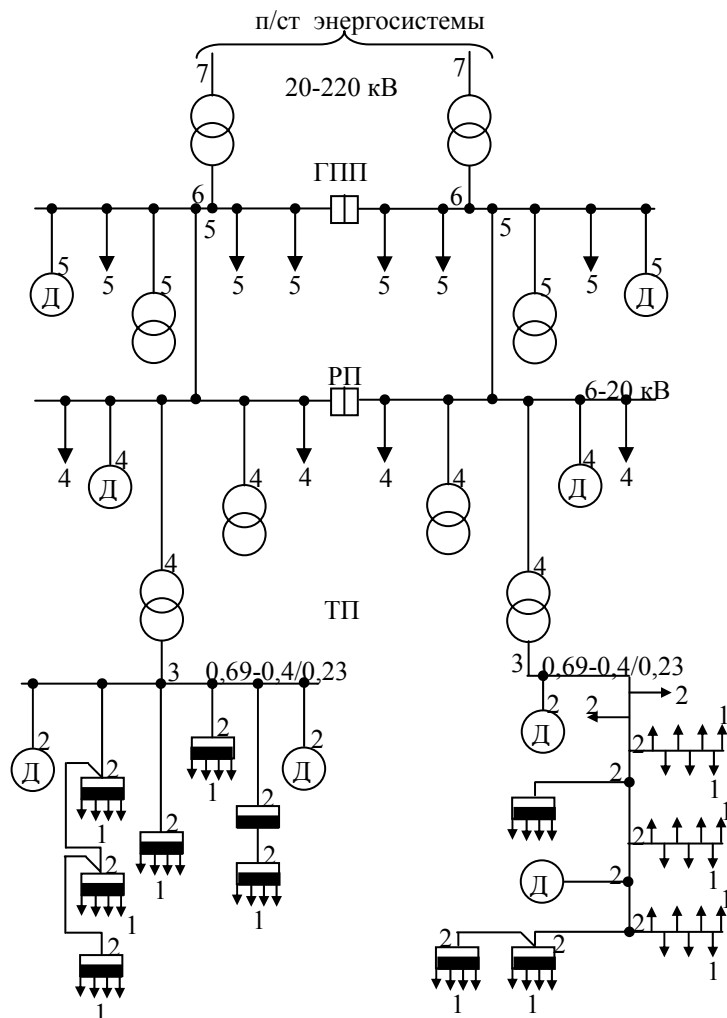 п/ст энергосистемы
7 7
20-220 кВ
ГПП
6 6
5 5
5 5 5 5
Д Д
5 5 5 5 5 5
РП
6-20 кВ
4 4 4 4
Д Д
4 4 4 4
4 4
ТП
3 0,69-0,4/0,23 3 0,69-0,4/0,23
2
2 2 2 2 1
Д Д Д
2 2 1
1 2
2 2 2
1 1
2 2 2
1 1
Д 2
1 1
2 2 2 2
1
1 1 1